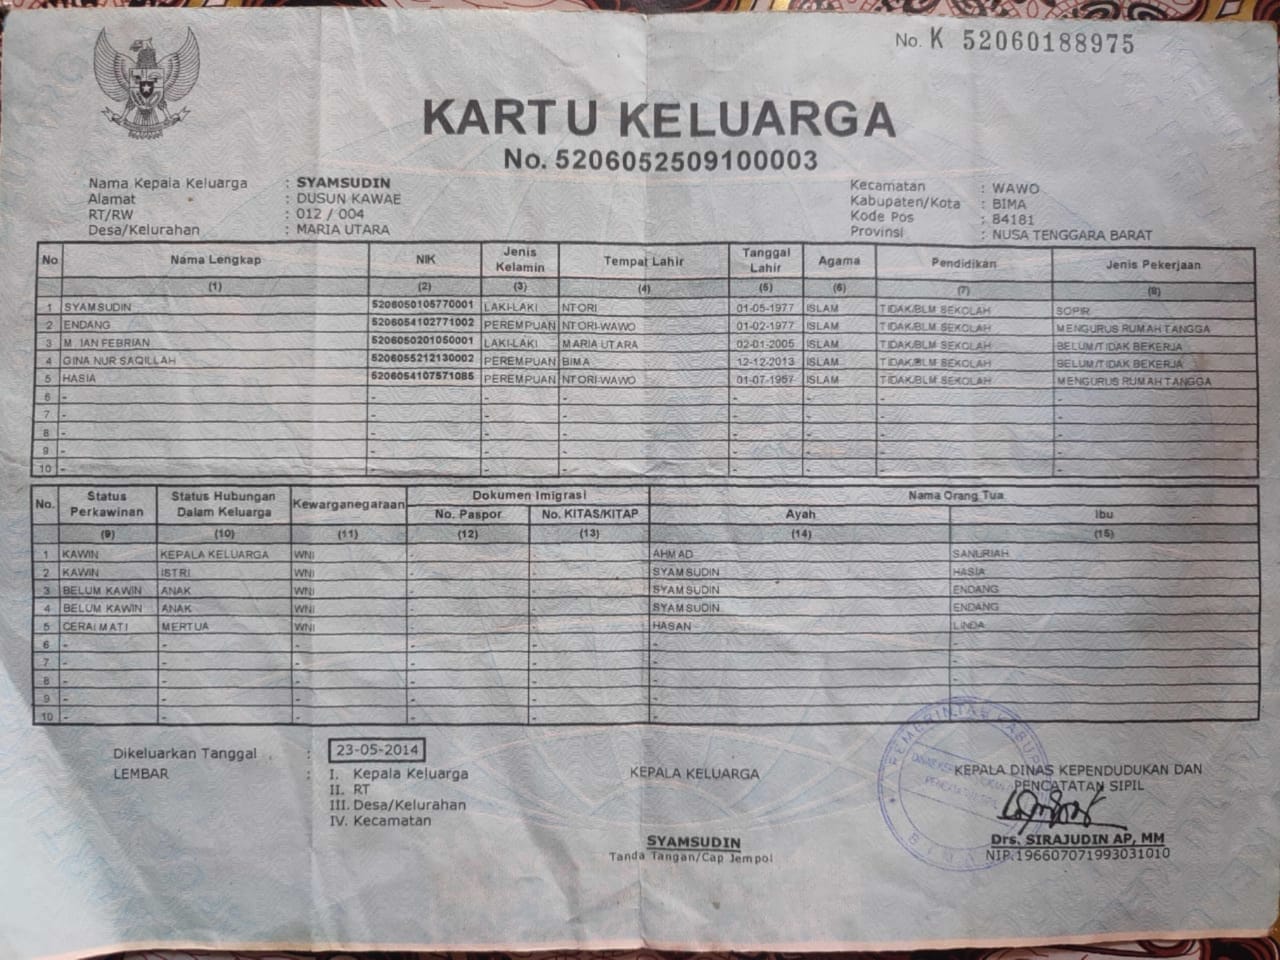 No. K 52060188975
KARTU KELUARGA
No. 5206052509100003
Nama Kepala Keluarga : SYAMSUDIN
Alamat : DUSUN KAWAE
RT/RW : 012 / 004
Desa/Kelurahan : MARIA UTARA
Kecamatan : WAWO
Kabupaten/Kota : BIMA
Kode Pos : 84181
Provinsi : NUSA TENGGARA BARAT
No Nama Lengkap NIK Jenis Kelamin Tempat Lahir Tanggal Lahir Agama Pendidikan Jenis Pekerjaan
(1) (2) (3) (4) (5) (6) (7) (8)
1 SYAMSUDIN 5206050105770001 LAKI-LAKI NTORI 01-05-1977 ISLAM TIDAK/BLM SEKOLAH SOPIR
2 ENDANG 5206054102771002 PEREMPUAN NTORI-WAWO 01-02-1977 ISLAM TIDAK/BLM SEKOLAH MENGURUS RUMAH TANGGA
3 M. IAN FEBRIAN 5206050201050001 LAKI-LAKI MARIA UTARA 02-01-2005 ISLAM TIDAK/BLM SEKOLAH BELUM/TIDAK BEKERJA
4 GINA NUR SAQILLAH 5206055212130002 PEREMPUAN BIMA 12-12-2013 ISLAM TIDAK/BLM SEKOLAH BELUM/TIDAK BEKERJA
5 HASIA 5206054107571085 PEREMPUAN NTORI-WAWO 01-07-1957 ISLAM TIDAK/BLM SEKOLAH MENGURUS RUMAH TANGGA
6 - - - - - - - -
7 - - - - - - - -
8 - - - - - - - -
9 - - - - - - - -
10 - - - - - - - -
No. Status Perkawinan Status Hubungan Dalam Keluarga Kewarganegaraan Dokumen Imigrasi Nama Orang Tua
No. Paspor No. KITAS/KITAP Ayah Ibu
(9) (10) (11) (12) (13) (14) (15)
1 KAWIN KEPALA KELUARGA WNI - - AHMAD SANURIAH
2 KAWIN ISTRI WNI - - SYAMSUDIN HASIA
3 BELUM KAWIN ANAK WNI - - SYAMSUDIN ENDANG
4 BELUM KAWIN ANAK WNI - - SYAMSUDIN ENDANG
5 CERAI MATI MERTUA WNI - - HASAN LINDA
6 - - - - - - -
7 - - - - - - -
8 - - - - - - -
9 - - - - - - -
10 - - - - - - -
Dikeluarkan Tanggal : 23-05-2014
LEMBAR : I. Kepala Keluarga
II. RT
III. Desa/Kelurahan
IV. Kecamatan
KEPALA KELUARGA
SYAMSUDIN
Tanda Tangan/Cap Jempol
KEPALA DINAS KEPENDUDUKAN DAN
PENCATATAN SIPIL
Drs. SIRAJUDIN AP, MM
NIP.196607071993031010